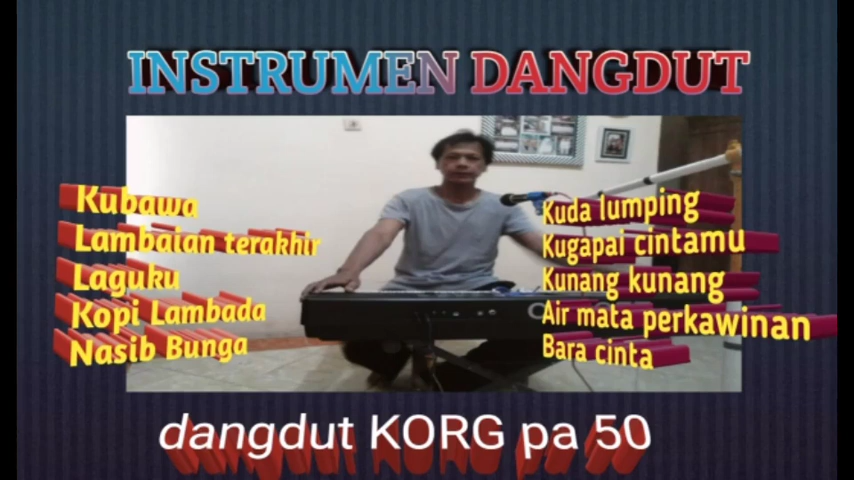 INSTRUMEN DANGDUT
Kubawa
Lambaian terakhir
Laguku
Kopi Lambada
Nasib Bunga
Kuda lumping
Kugapai cintamu
Kunang kunang
Air mata perkawinan
Bara cinta
dangdut KORG pa 50